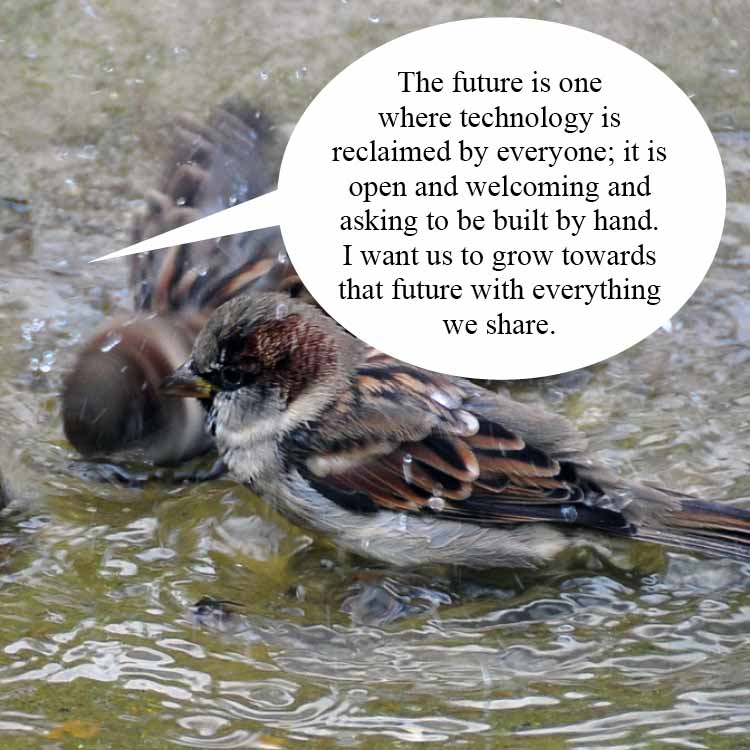 The future is one
where technology is
reclaimed by everyone; it is
open and welcoming and
asking to be built by hand.
I want us to grow towards
that future with everything
we share.